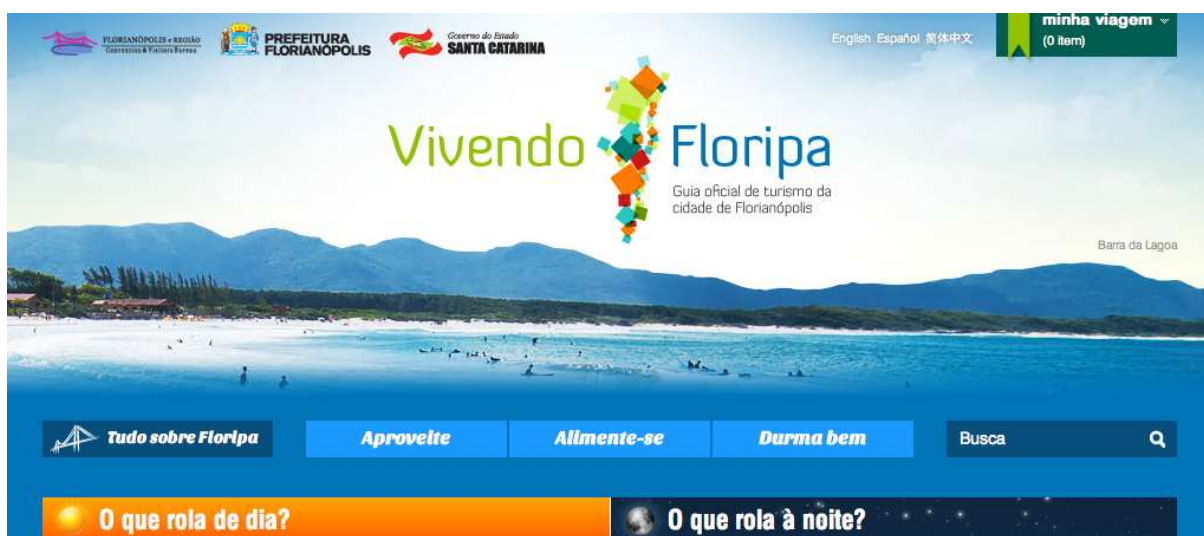 FLORIANÓPOLIS e REGIÃO
Convention & Visitors Bureau
PREFEITURA
FLORIANÓPOLIS
Governo do Estado
SANTA CATARINA
English Español 简体中文
minha viagem
(0 item)
Vivendo Floripa
Guia oficial de turismo da
cidade de Florianópolis
Barra da Lagoa
Tudo sobre Floripa
Aproveite
Alimente-se
Durma bem
Busca
O que rola de dia?
O que rola à noite?